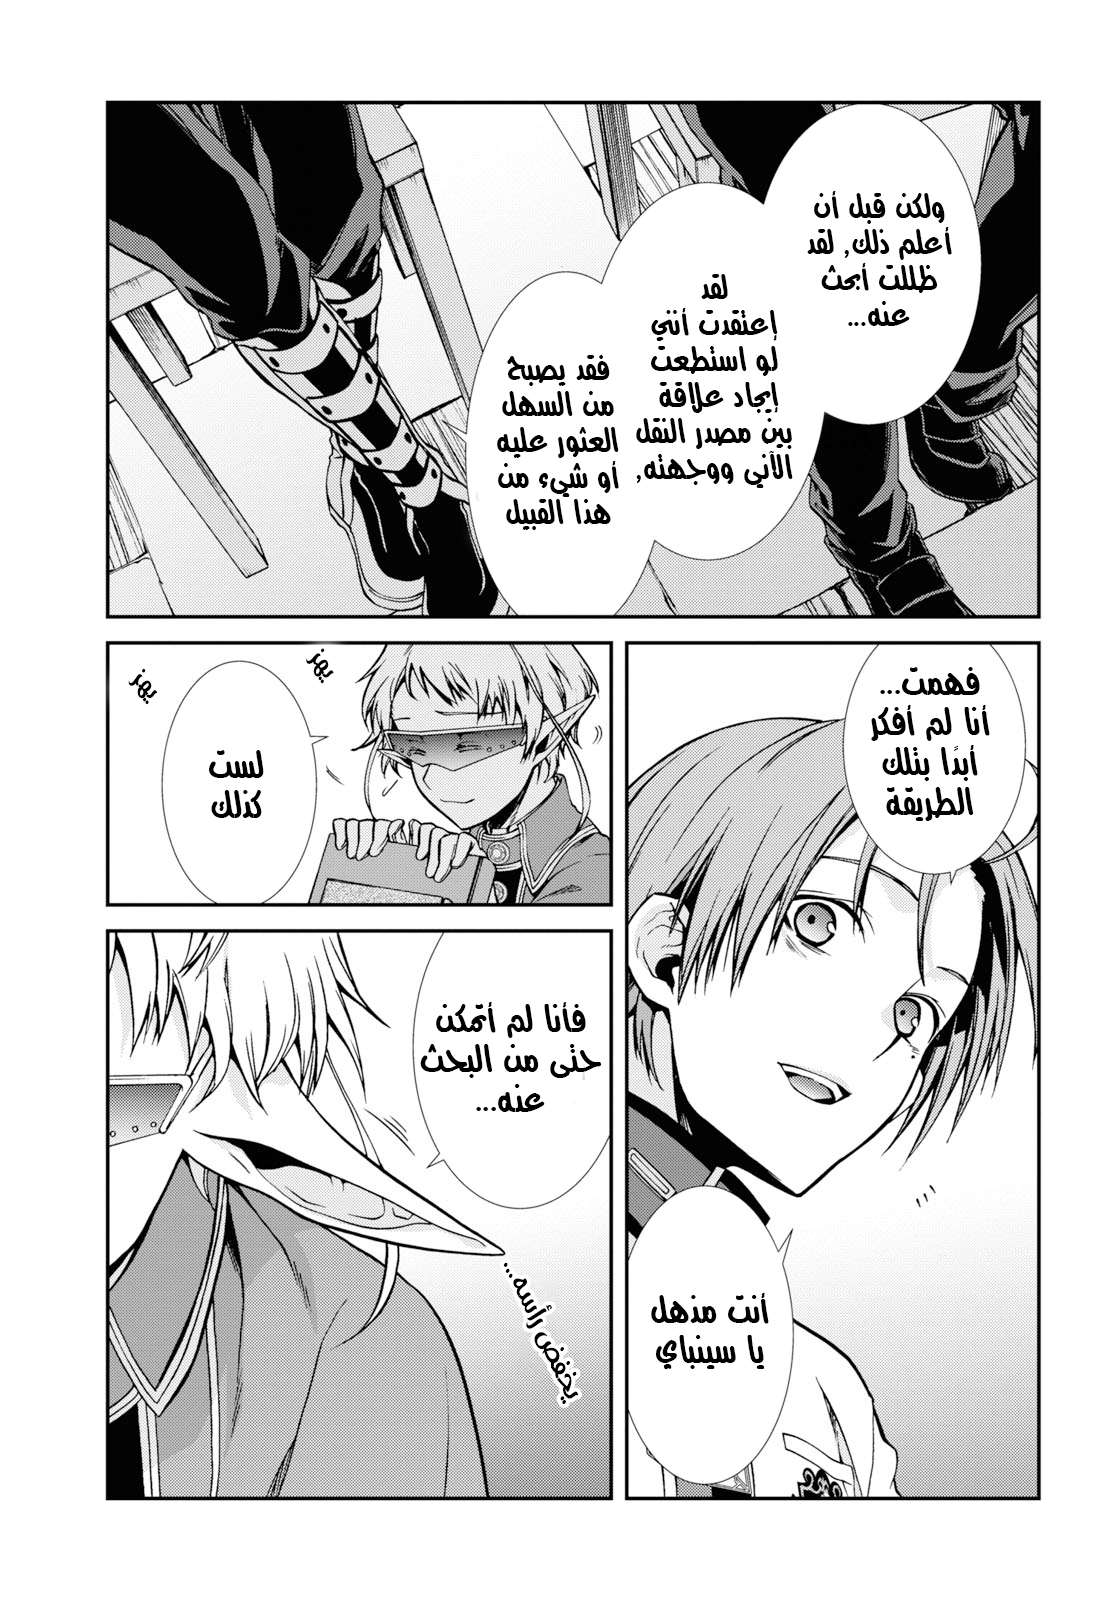 ولكن قبل أن
أعلم ذلك, لقد
ظللت أبحث
عنه...
لقد
إعتقدت أنني
لو استطعت
إيجاد علاقة
بين مصدر النقل
الأني ووجهته,
فقد يصبح
من السهل
العثور عليه
أو شيء من
هذا القبيل
فهمت...
أنا لم أفكر
أبدًا بتلك
الطريقة
أنت مذهل
يا سينباي
يهز
يهز
لست
كذلك
فأنا لم أتمكن
حتى من البحث
عنه...
يخفض رأسه...